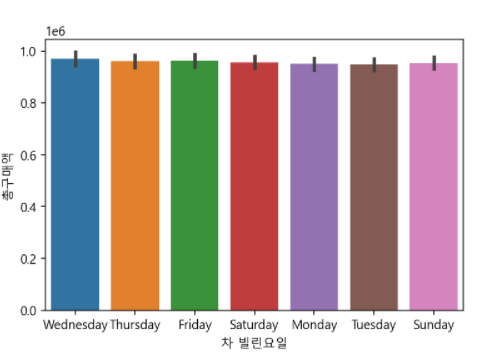 1e6
1.0
0.8
0.6
0.4
0.2
0.0
총구매액
Wednesday Thursday Friday Saturday Monday Tuesday Sunday
차 빌린요일